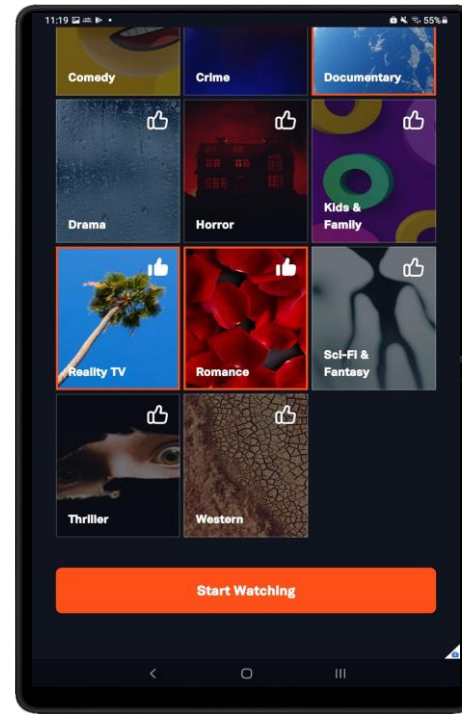 11:19
55%
Comedy
Crime
Documentary
Drama
Horror
Kids &
Family
Reality TV
Romance
Sci-Fi &
Fantasy
Thriller
Western
Start Watching